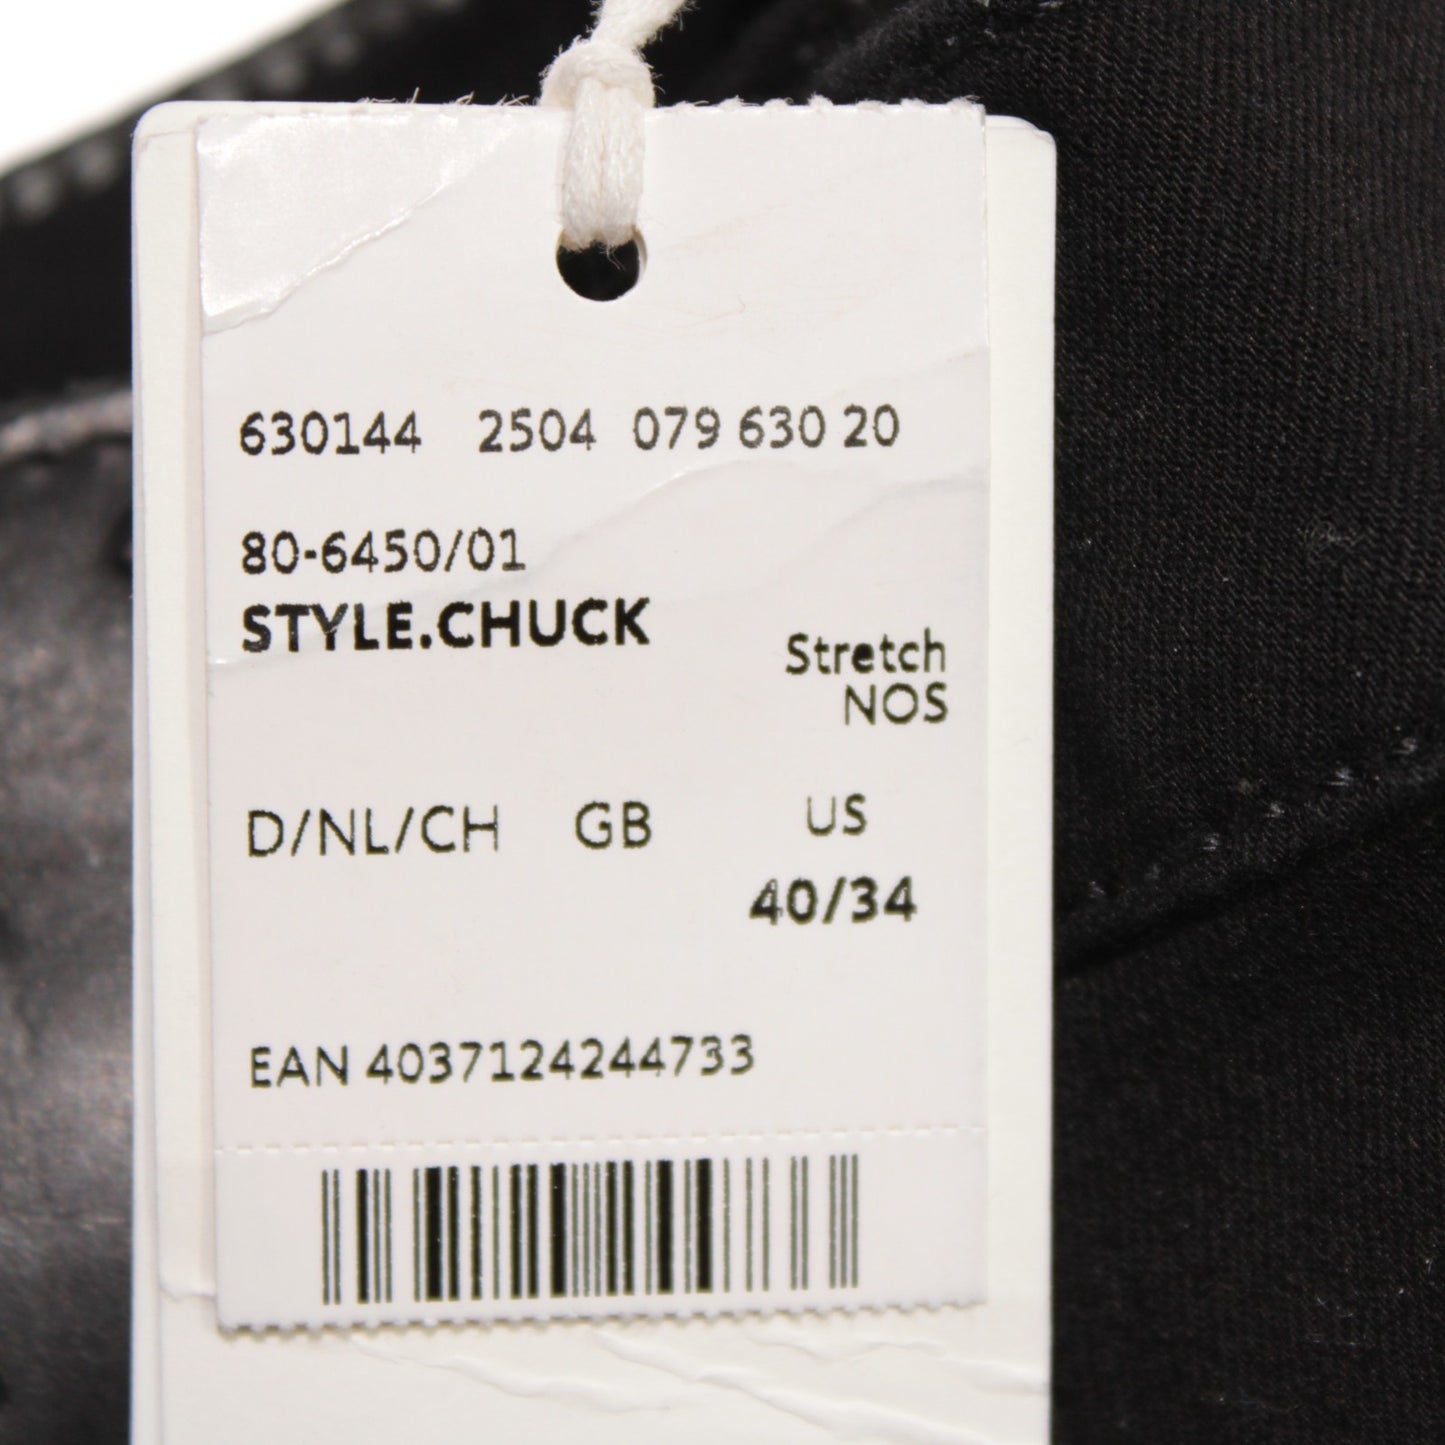 630144 2504 079 630 20
80-6450/01
STYLE.CHUCK
Stretch
NOS
D/NL/CH GB US
40/34
EAN 4037124244733